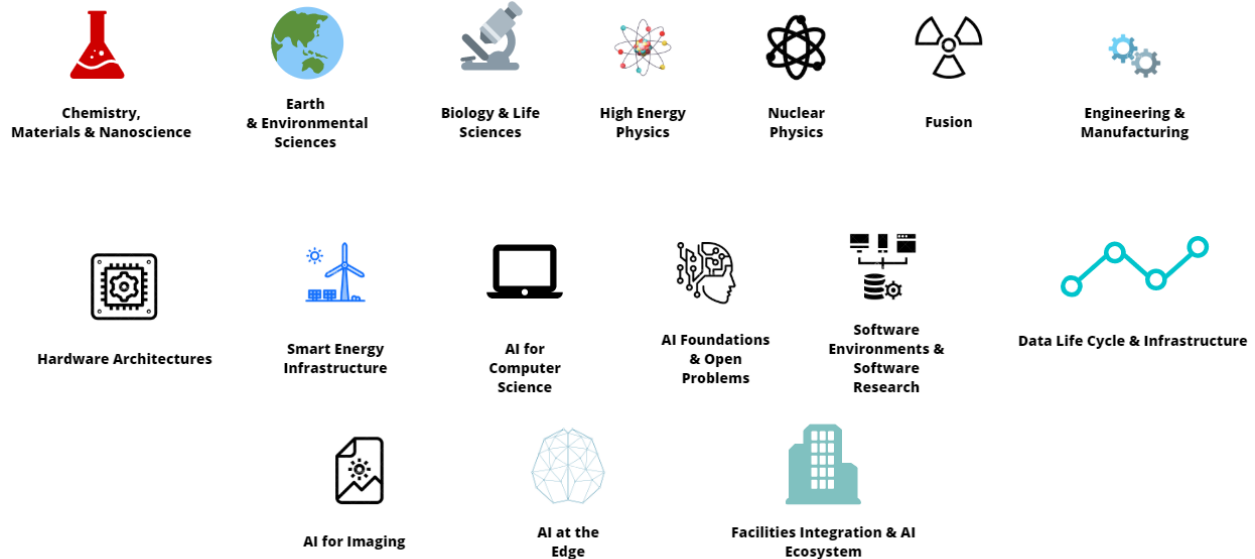 Chemistry,
Materials & Nanoscience
Earth
& Environmental
Sciences
Biology & Life
Sciences
High Energy
Physics
Nuclear
Physics
Fusion
Engineering &
Manufacturing
Hardware Architectures
Smart Energy
Infrastructure
AI for
Computer
Science
AI Foundations
& Open
Problems
Software
Environments &
Software
Research
Data Life Cycle & Infrastructure
AI for Imaging
AI at the
Edge
Facilities Integration & AI
Ecosystem